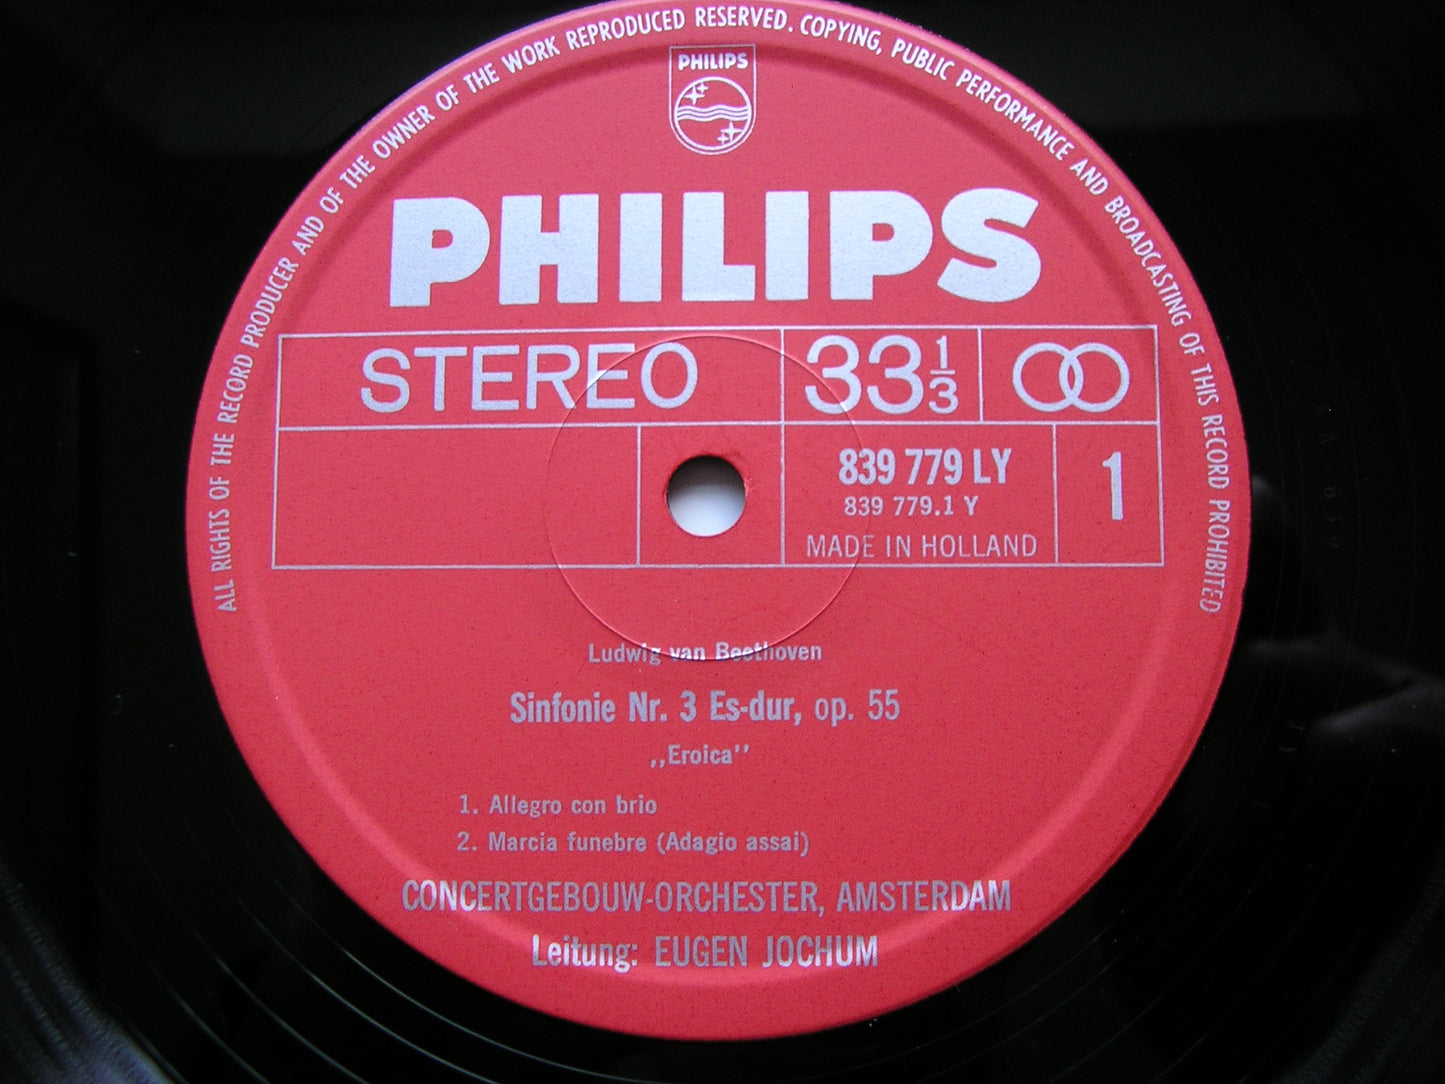 ALL RIGHTS OF THE RECORD PRODUCER AND OF THE OWNER OF THE WORK REPRODUCED RESERVED. COPYING, PUBLIC PERFORMANCE AND BROADCASTING OF THIS RECORD PROHIBITED
PHILIPS
PHILIPS
STEREO 33 1/3
839 779 LY 1
839 779.1 Y
MADE IN HOLLAND
Ludwig van Beethoven
Sinfonie Nr. 3 Es-dur, op. 55
„Eroica”
1. Allegro con brio
2. Marcia funebre (Adagio assai)
CONCERTGEBOUW-ORCHESTER, AMSTERDAM
Leitung: EUGEN JOCHUM